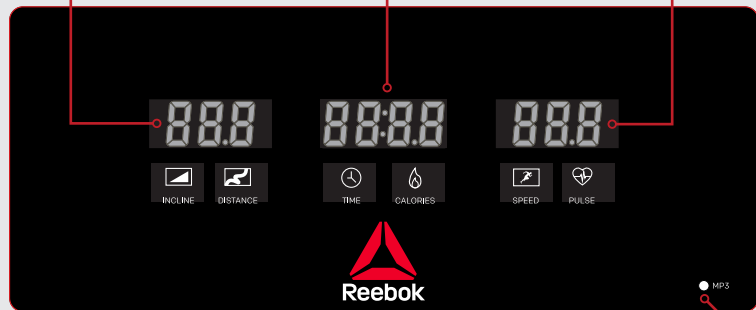 88.8 88:8.8 88.8
INCLINE DISTANCE TIME CALORIES SPEED PULSE
Reebok
MP3